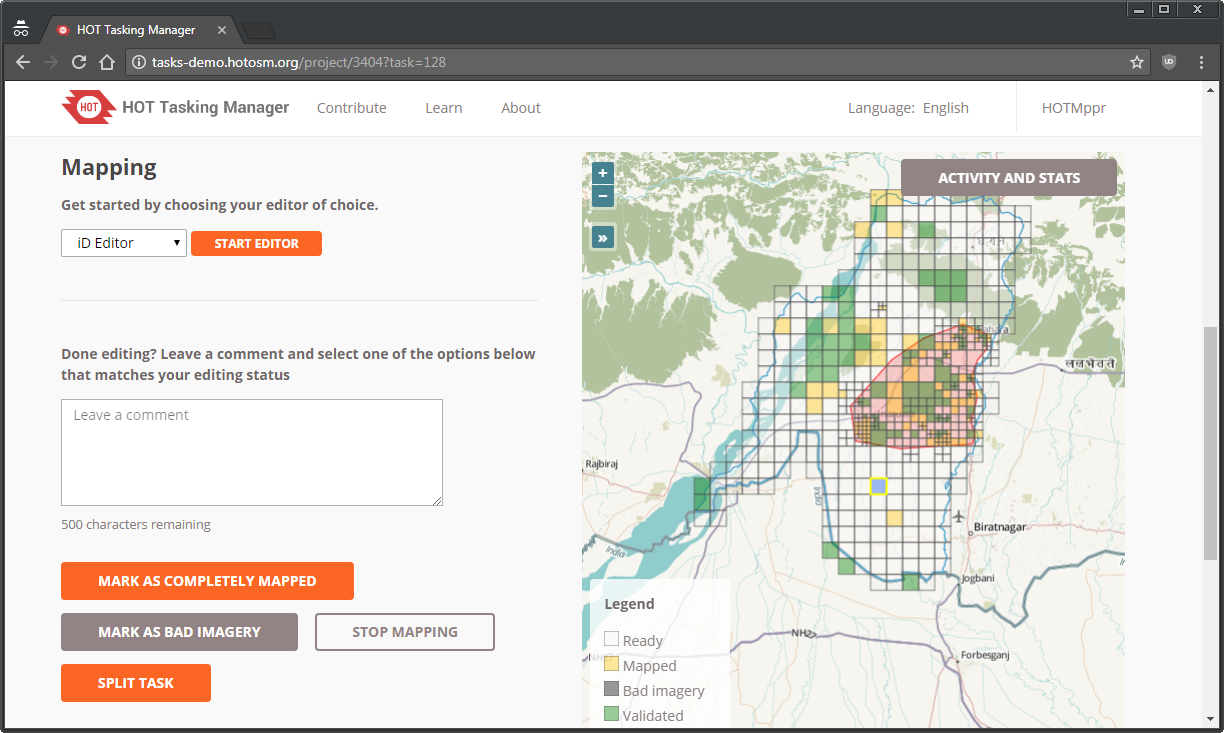 HOT Tasking Manager
tasks-demo.hotosm.org/project/3404?task=128
HOT
HOT Tasking Manager
Contribute
Learn
About
Language: English
HOTMppr
Mapping
Get started by choosing your editor of choice.
iD Editor
START EDITOR
Done editing? Leave a comment and select one of the options below
that matches your editing status
Leave a comment
500 characters remaining
MARK AS COMPLETELY MAPPED
MARK AS BAD IMAGERY
STOP MAPPING
SPLIT TASK
+
−
»
ACTIVITY AND STATS
Rajbiraj
India
India
Biratnagar
Jogbani
NH2
Forbesganj
Legend
Ready
Mapped
Bad imagery
Validated